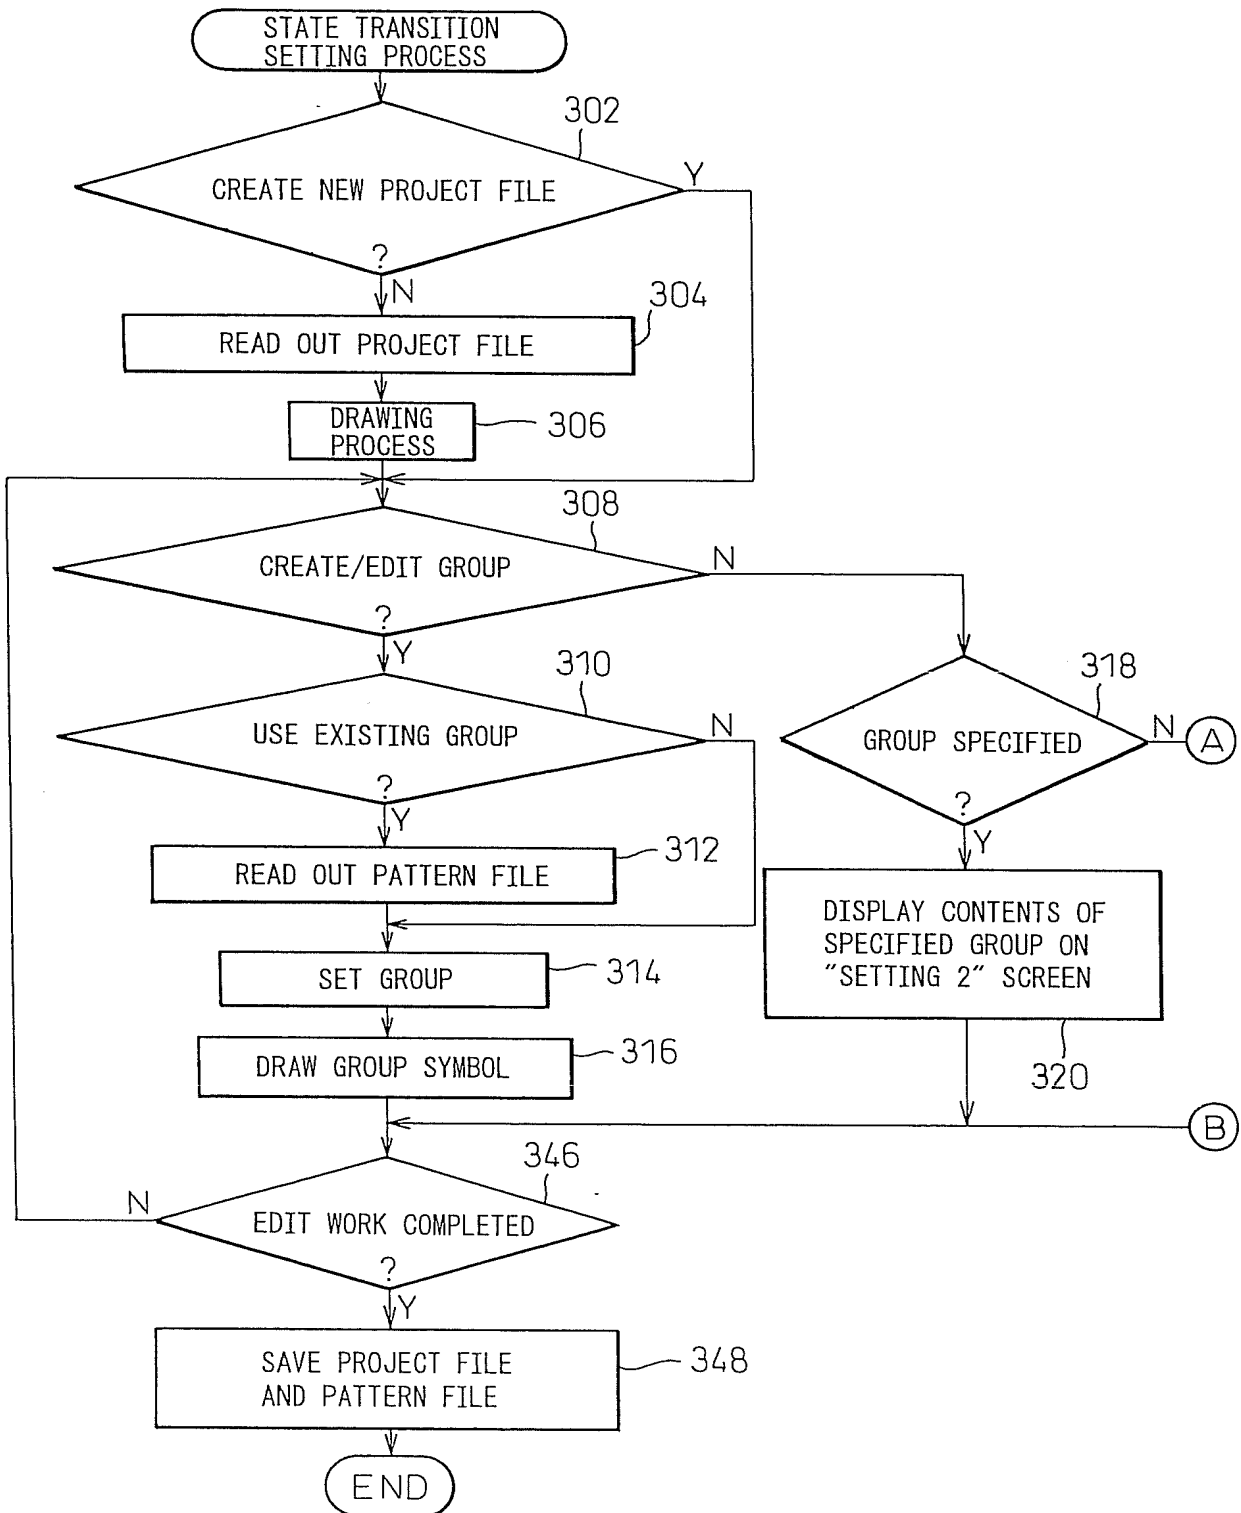 STATE TRANSITION
SETTING PROCESS
302
CREATE NEW PROJECT FILE
?
Y
N
304
READ OUT PROJECT FILE
DRAWING
PROCESS
306
308
CREATE/EDIT GROUP
?
N
Y
310
USE EXISTING GROUP
?
N
Y
318
GROUP SPECIFIED
?
N
A
Y
312
READ OUT PATTERN FILE
DISPLAY CONTENTS OF
SPECIFIED GROUP ON
"SETTING 2" SCREEN
320
SET GROUP
314
DRAW GROUP SYMBOL
316
B
346
N
EDIT WORK COMPLETED
?
Y
SAVE PROJECT FILE
AND PATTERN FILE
348
END